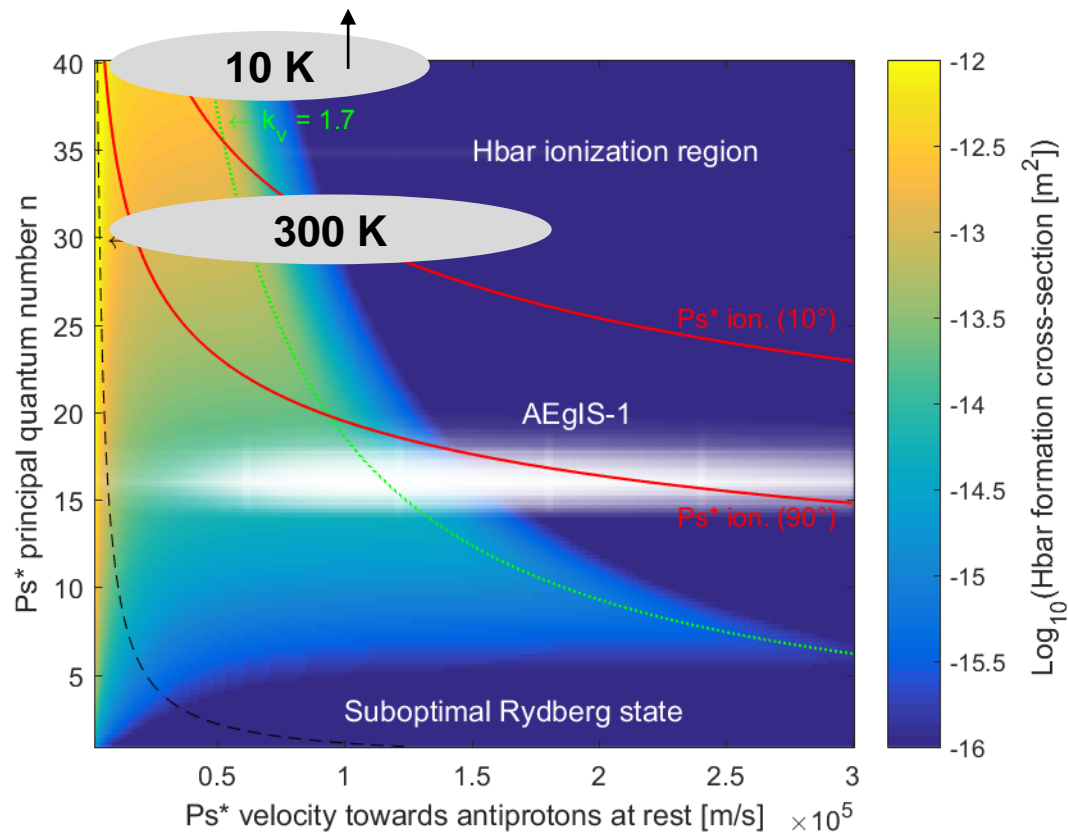 40
10 K
← k_v = 1.7
35
Hbar ionization region
30
←
300 K
25
Ps* ion. (10°)
20
AEgIS-1
15
Ps* ion. (90°)
10
5
Suboptimal Rydberg state
0.5
1
1.5
2
2.5
3
Ps* velocity towards antiprotons at rest [m/s]
×10^5
Ps* principal quantum number n
-12
-12.5
-13
-13.5
-14
-14.5
-15
-15.5
-16
Log_10(Hbar formation cross-section [m²]